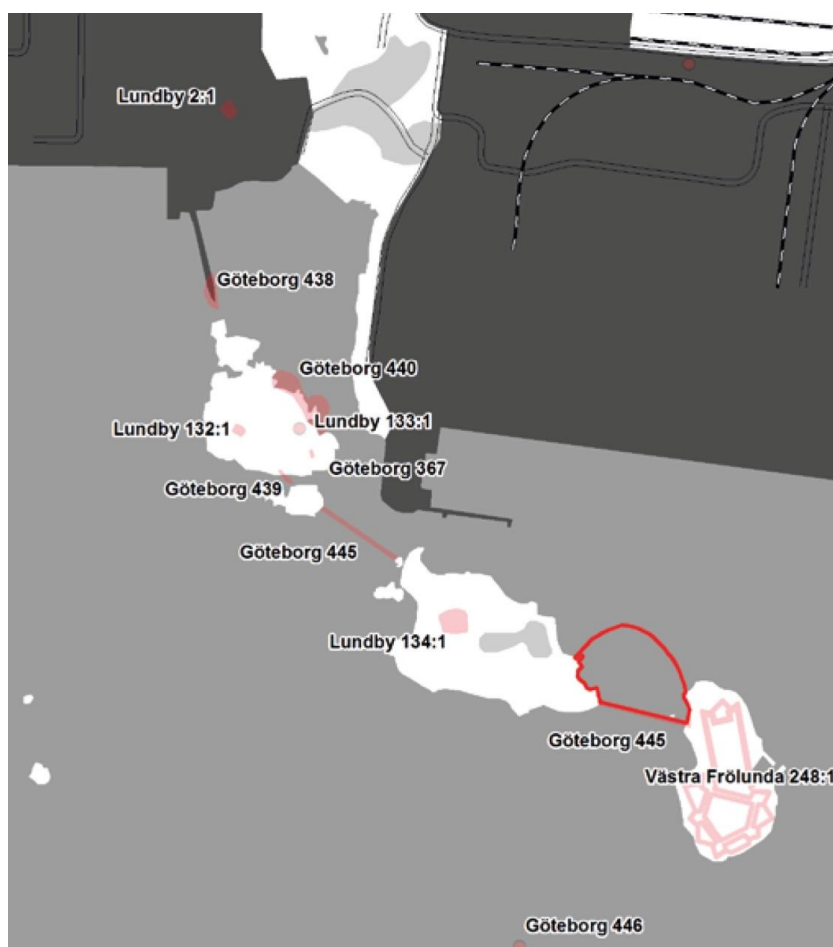 Lundby 2:1
Göteborg 438
Göteborg 440
Lundby 132:1
Lundby 133:1
Göteborg 367
Göteborg 439
Göteborg 445
Lundby 134:1
Göteborg 445
Västra Frölunda 248:1
Göteborg 446